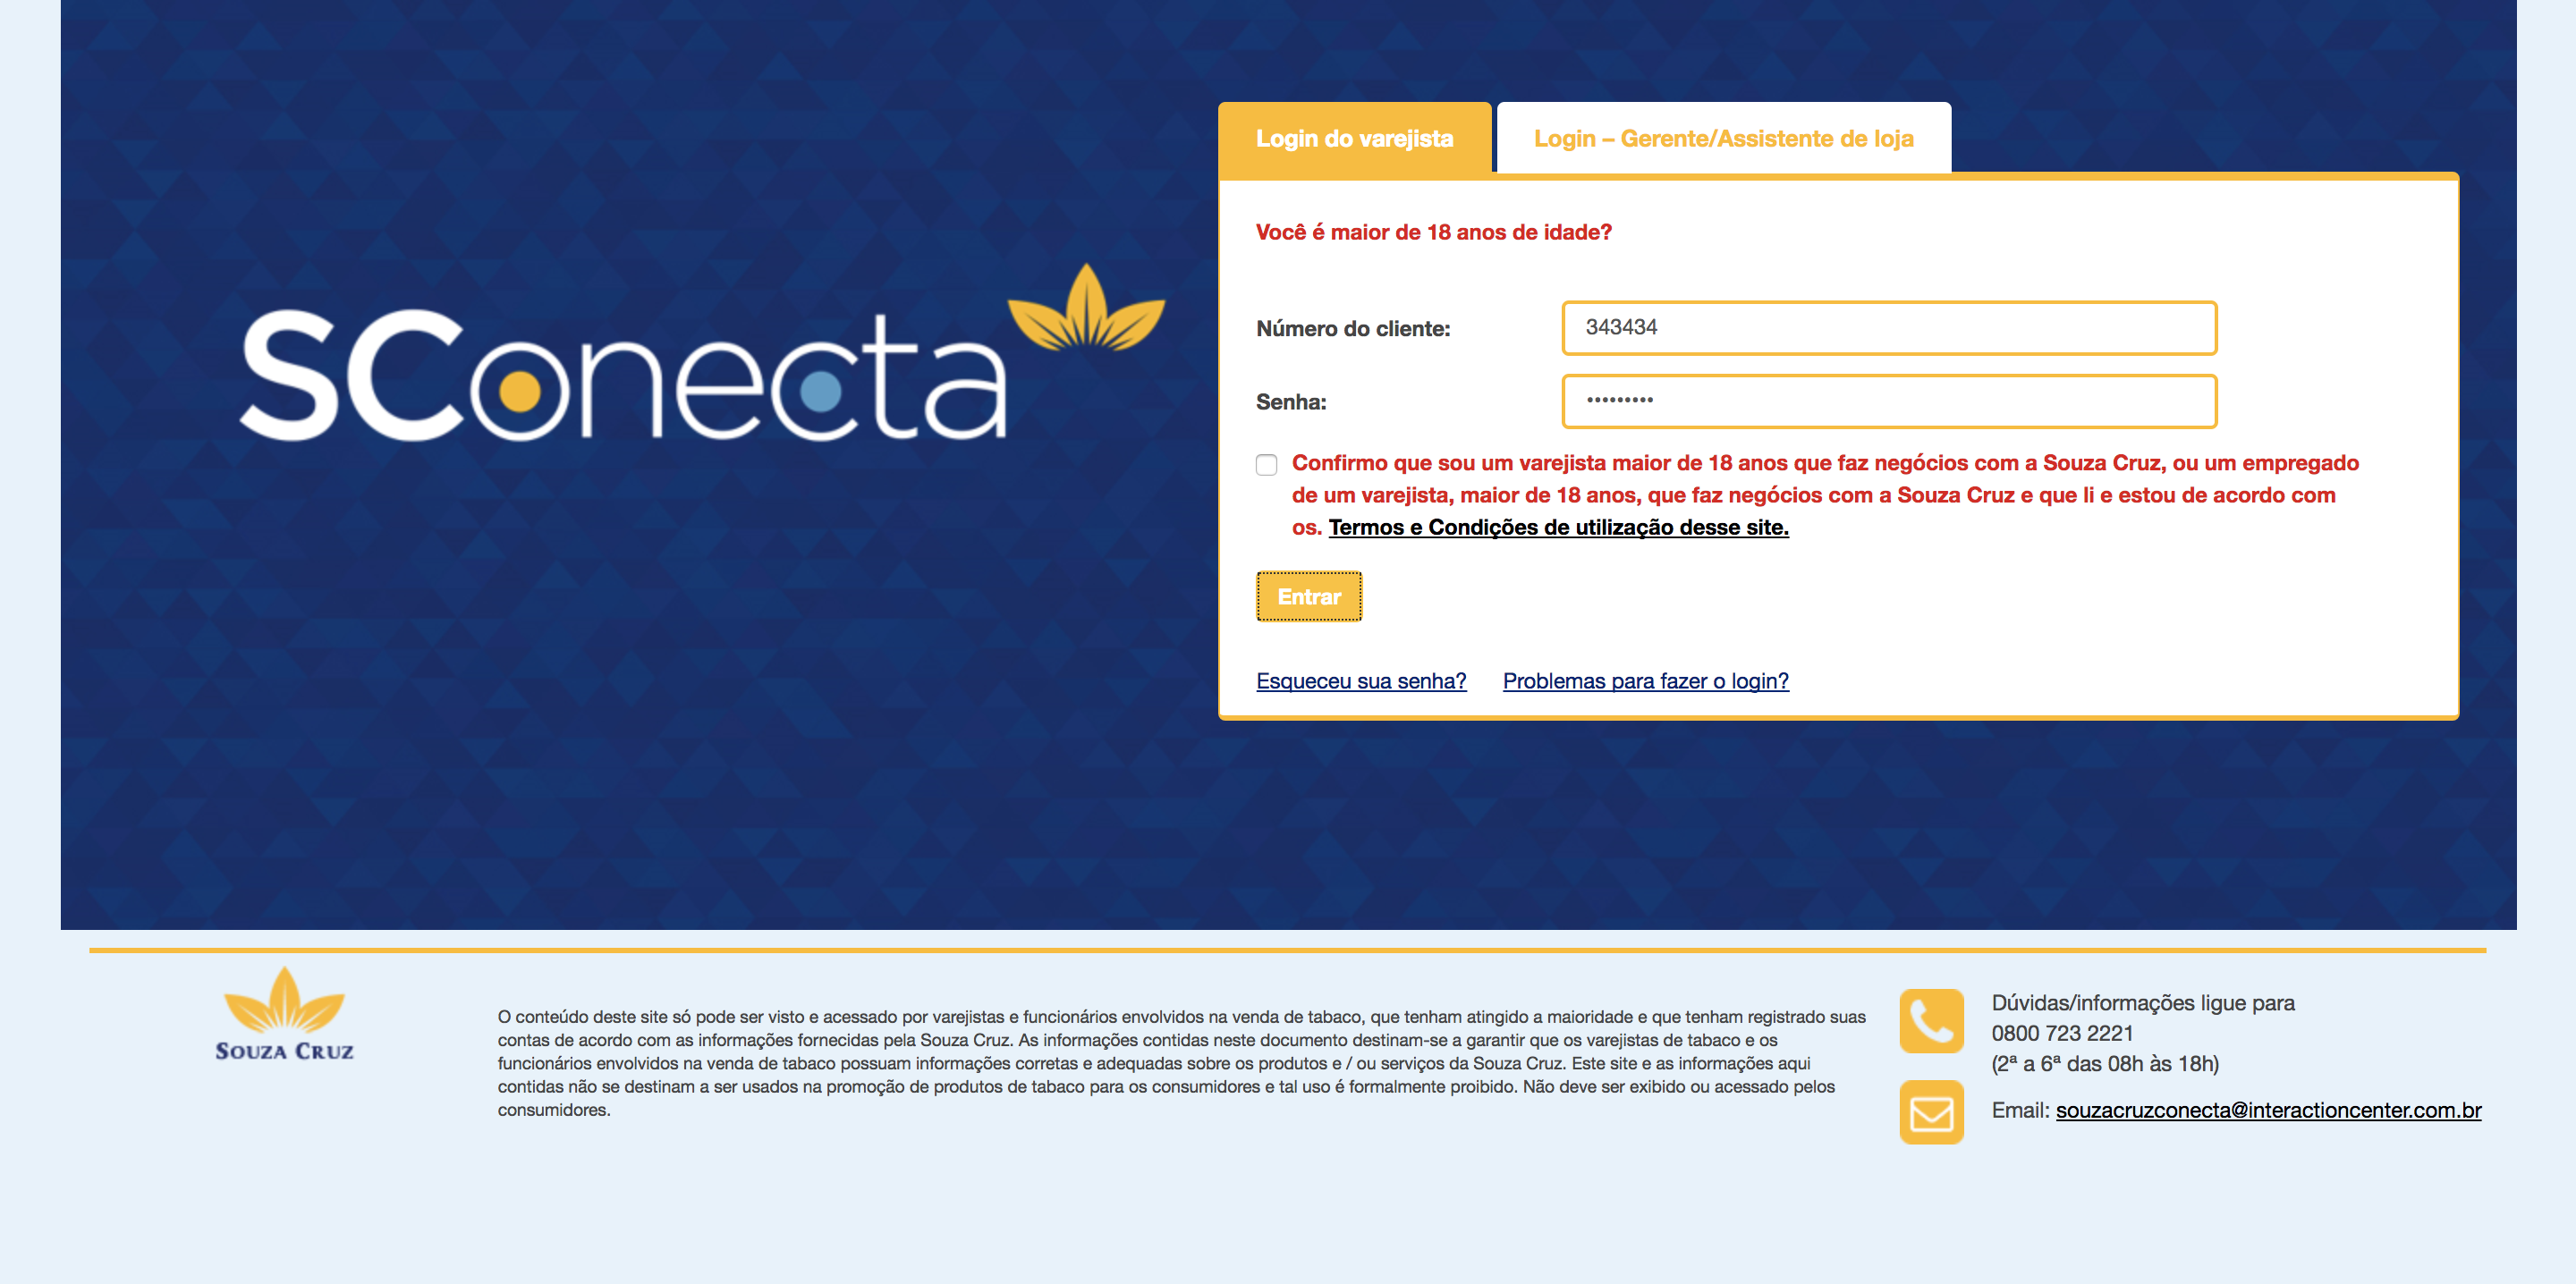 Login do varejista
Login – Gerente/Assistente de loja
Você é maior de 18 anos de idade?
SConecta
Número do cliente:
343434
Senha:
•••••••••
Confirmo que sou um varejista maior de 18 anos que faz negócios com a Souza Cruz, ou um empregado
de um varejista, maior de 18 anos, que faz negócios com a Souza Cruz e que li e estou de acordo com
os. Termos e Condições de utilização desse site.
Entrar
Esqueceu sua senha?
Problemas para fazer o login?
SOUZA CRUZ
O conteúdo deste site só pode ser visto e acessado por varejistas e funcionários envolvidos na venda de tabaco, que tenham atingido a maioridade e que tenham registrado suas
contas de acordo com as informações fornecidas pela Souza Cruz. As informações contidas neste documento destinam-se a garantir que os varejistas de tabaco e os
funcionários envolvidos na venda de tabaco possuam informações corretas e adequadas sobre os produtos e / ou serviços da Souza Cruz. Este site e as informações aqui
contidas não se destinam a ser usados na promoção de produtos de tabaco para os consumidores e tal uso é formalmente proibido. Não deve ser exibido ou acessado pelos
consumidores.
Dúvidas/informações ligue para
0800 723 2221
(2ª a 6ª das 08h às 18h)
Email: souzacruzconecta@interactioncenter.com.br